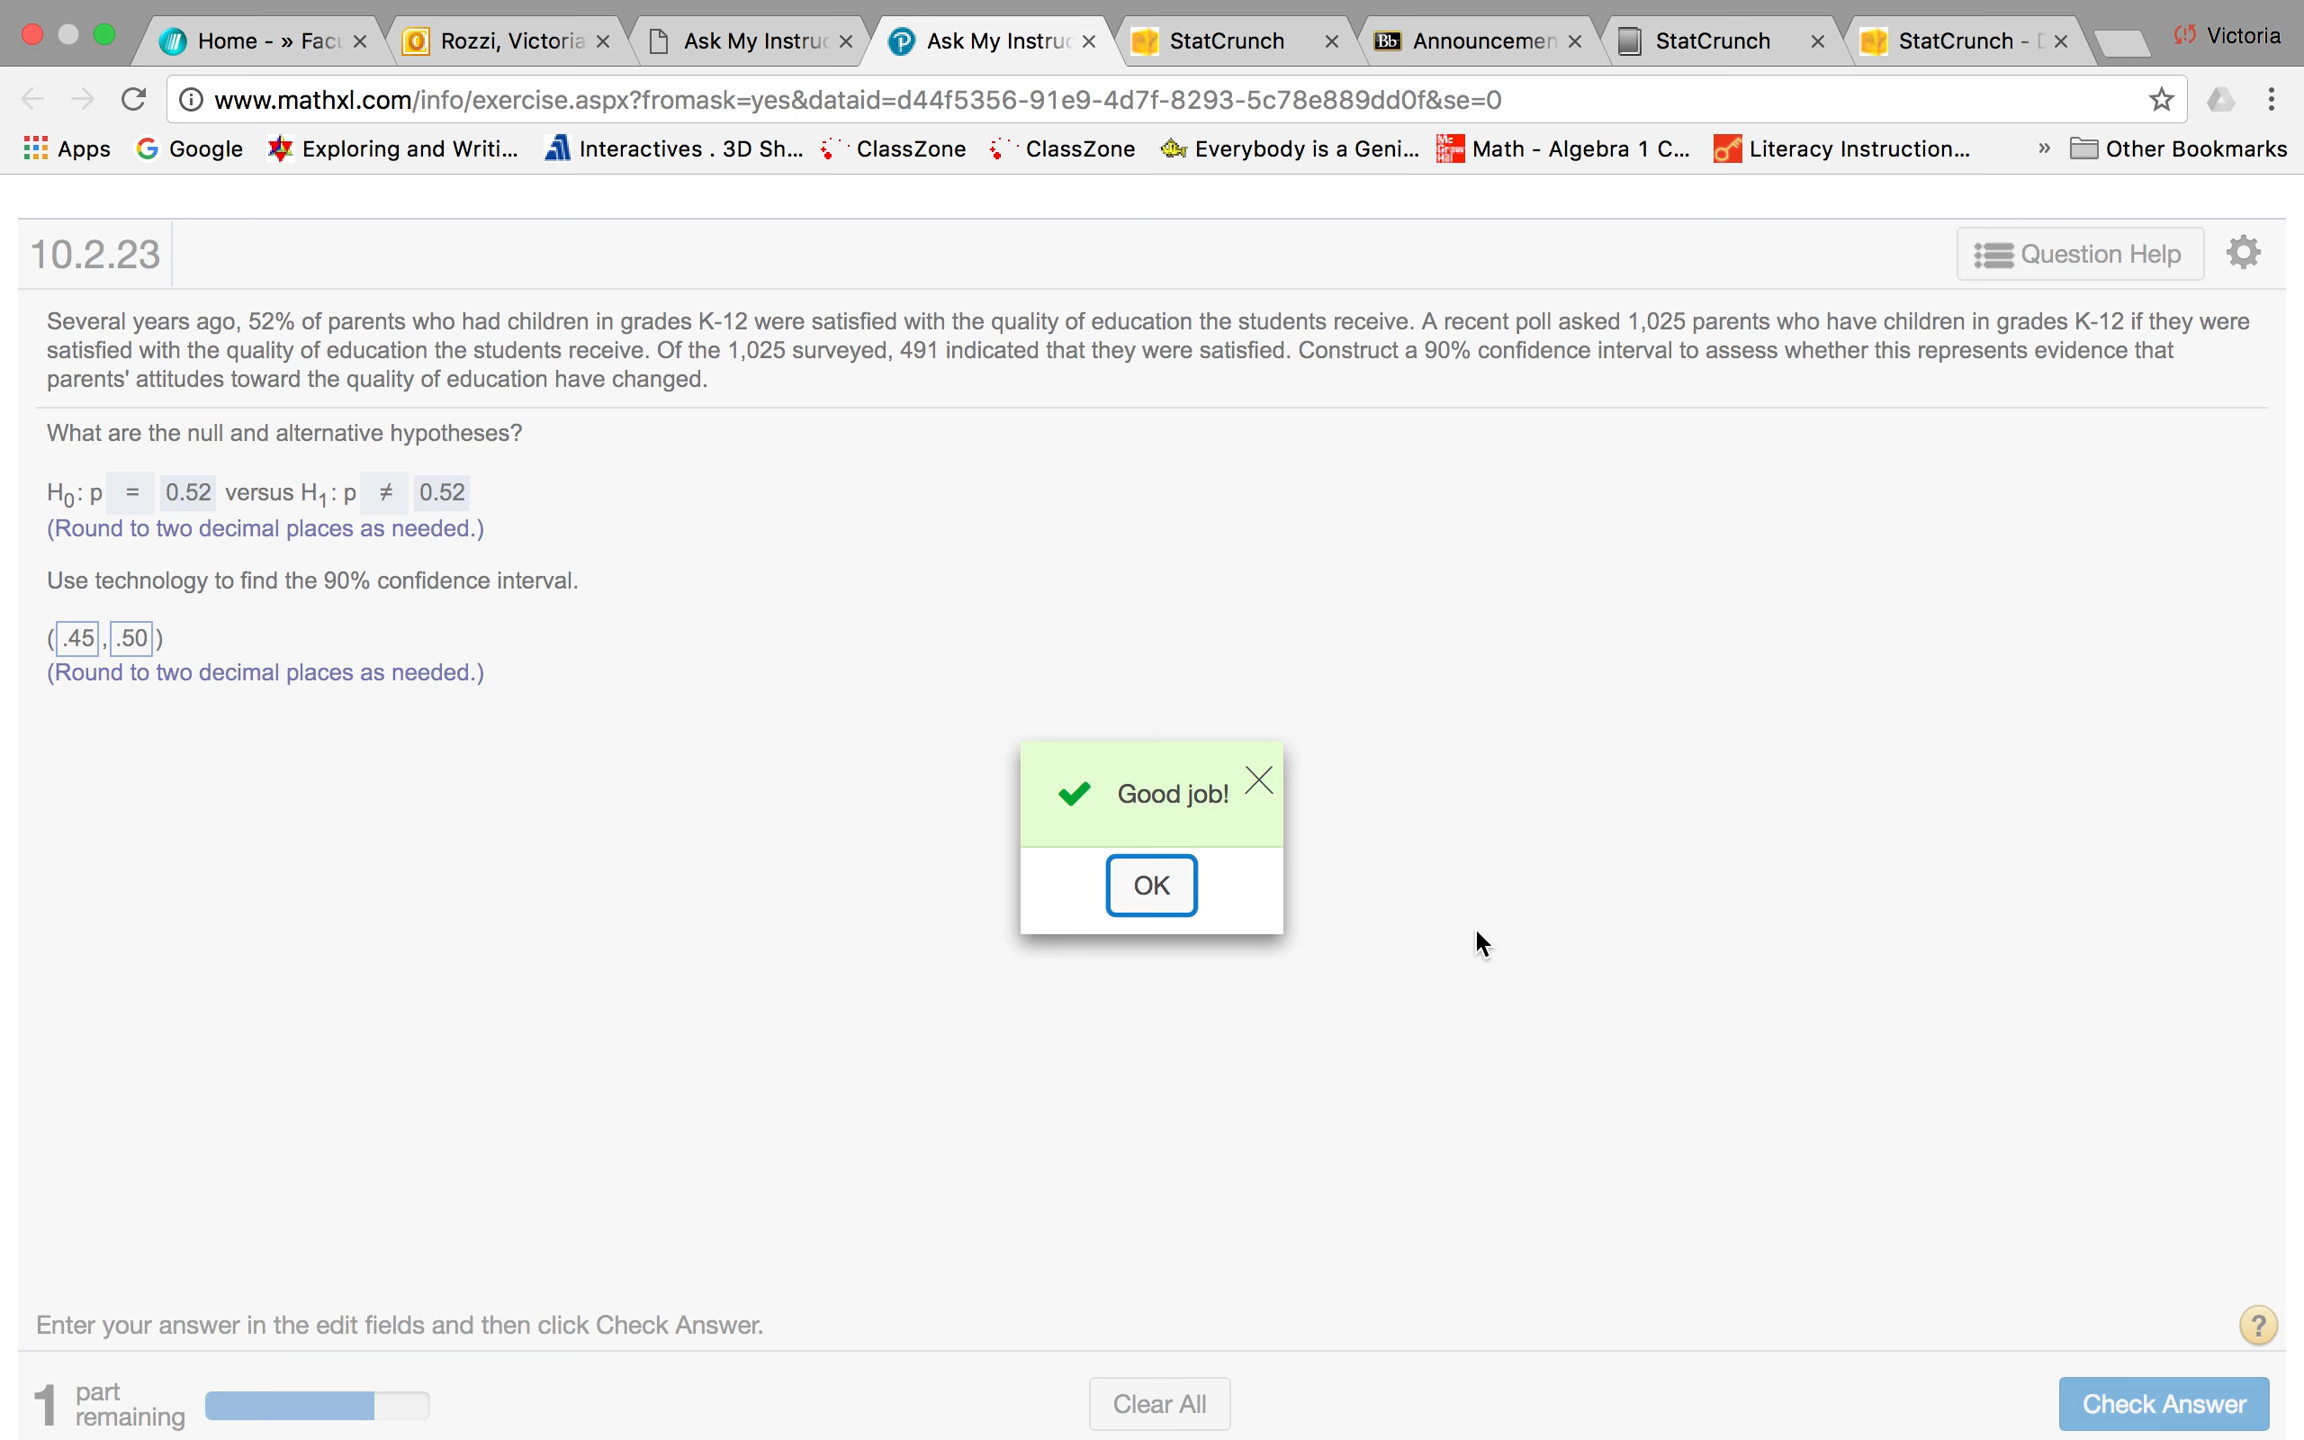 Home - » Facu
Rozzi, Victoria
Ask My Instruc
Ask My Instruc
StatCrunch
Bb Announcemen
StatCrunch
StatCrunch - D
Victoria
www.mathxl.com/info/exercise.aspx?fromask=yes&dataid=d44f5356-91e9-4d7f-8293-5c78e889dd0f&se=0
Apps
Google
Exploring and Writi...
Interactives . 3D Sh...
ClassZone
ClassZone
Everybody is a Geni...
Math - Algebra 1 C...
Literacy Instruction...
»
Other Bookmarks
10.2.23
Question Help
Several years ago, 52% of parents who had children in grades K-12 were satisfied with the quality of education the students receive. A recent poll asked 1,025 parents who have children in grades K-12 if they were
satisfied with the quality of education the students receive. Of the 1,025 surveyed, 491 indicated that they were satisfied. Construct a 90% confidence interval to assess whether this represents evidence that
parents' attitudes toward the quality of education have changed.
What are the null and alternative hypotheses?
H₀: p = 0.52 versus H₁: p ≠ 0.52
(Round to two decimal places as needed.)
Use technology to find the 90% confidence interval.
(.45, .50)
(Round to two decimal places as needed.)
Good job!
OK
Enter your answer in the edit fields and then click Check Answer.
?
1 part
remaining
Clear All
Check Answer